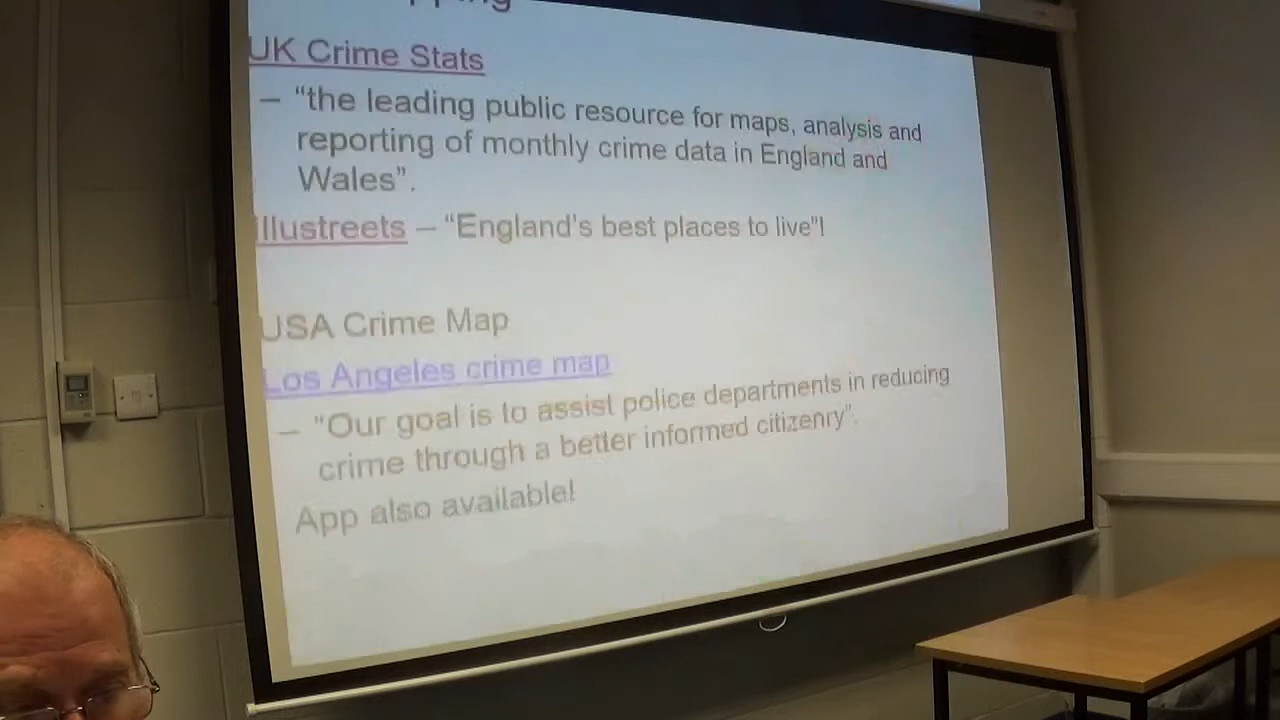 UK Crime Stats
– “the leading public resource for maps, analysis and
reporting of monthly crime data in England and
Wales”.
illustreets – “England's best places to live”!
USA Crime Map
Los Angeles crime map
– “Our goal is to assist police departments in reducing
crime through a better informed citizenry”.
App also available!